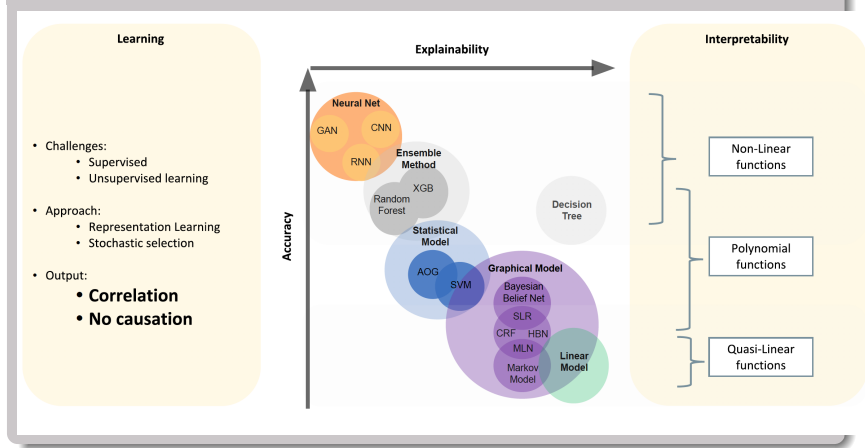 Learning
• Challenges:
• Supervised
• Unsupervised learning
• Approach:
• Representation Learning
• Stochastic selection
• Output:
• Correlation
• No causation
Explainability
Accuracy
Neural Net
GAN
CNN
RNN
Ensemble
Method
XGB
Random
Forest
Decision
Tree
Statistical
Model
AOG
SVM
Graphical Model
Bayesian
Belief Net
SLR
CRF HBN
MLN
Markov
Model
Linear
Model
Interpretability
Non-Linear
functions
Polynomial
functions
Quasi-Linear
functions